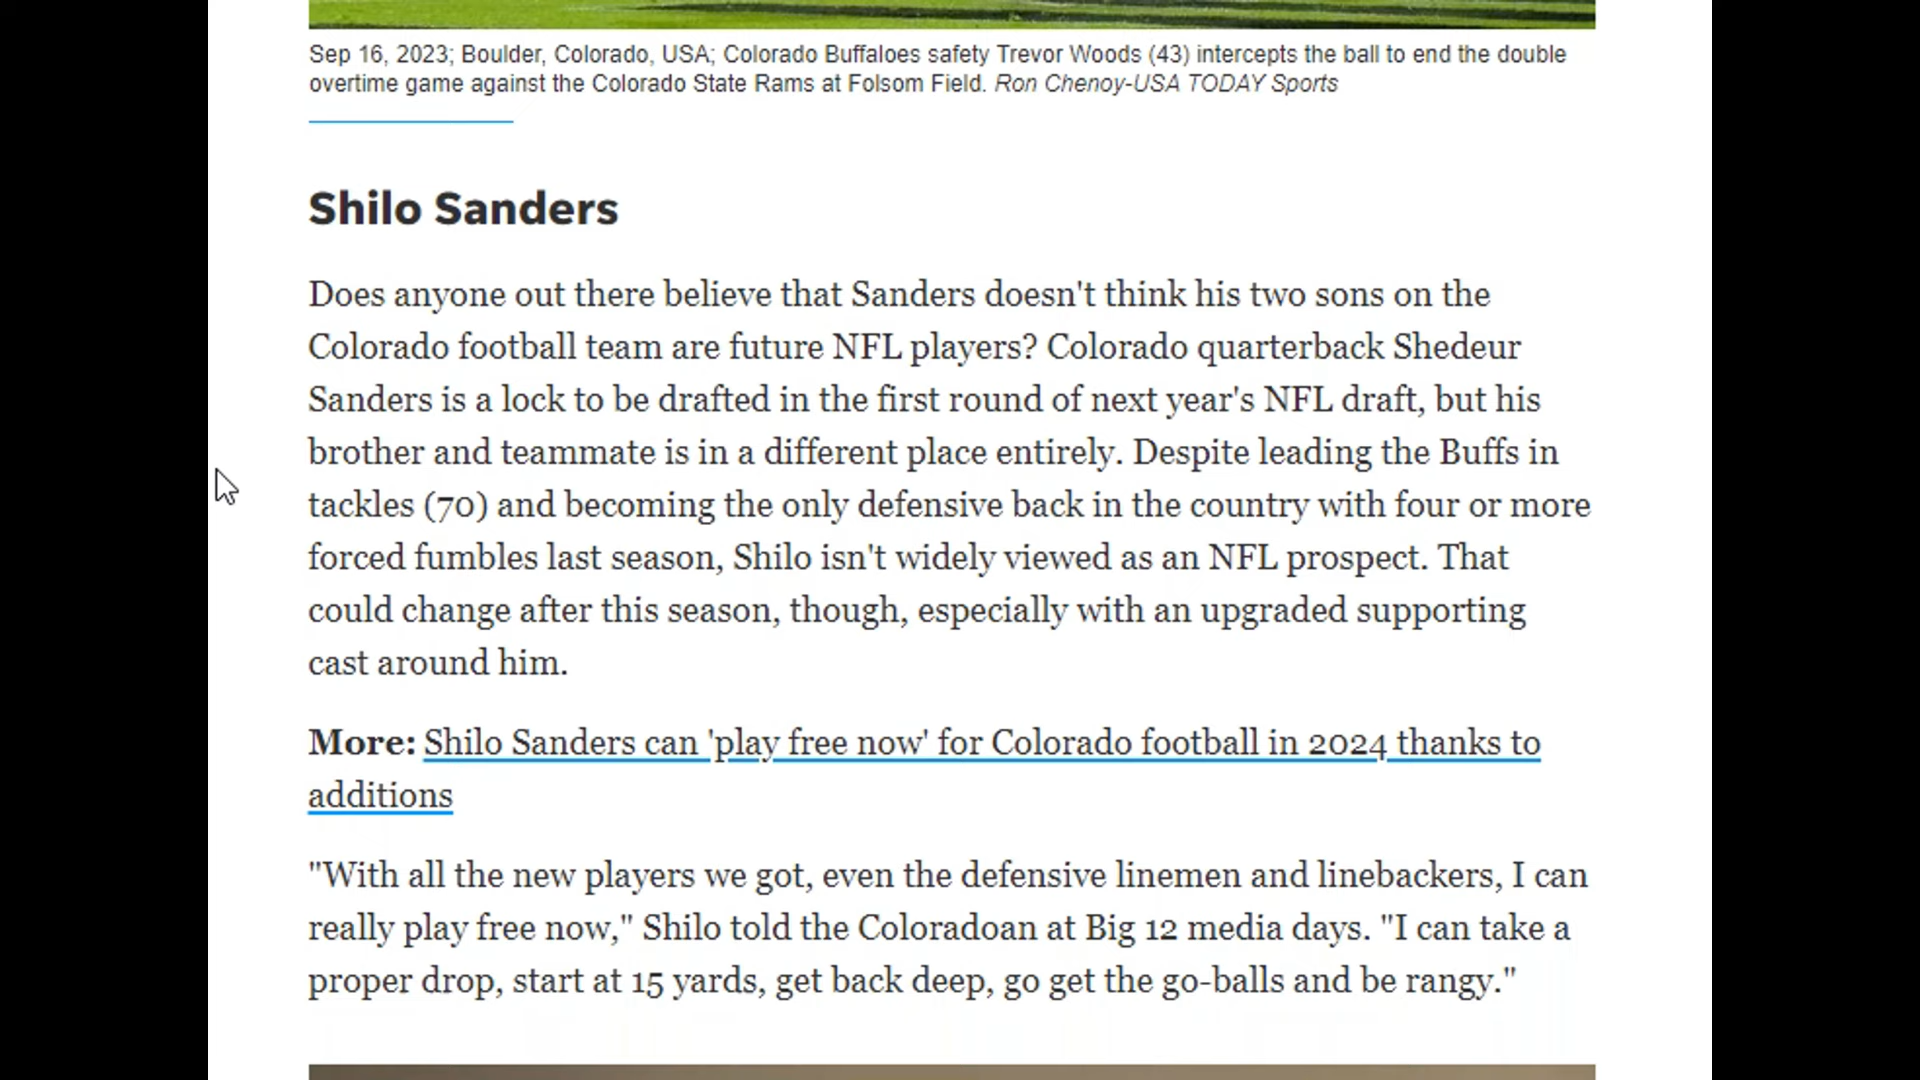 Sep 16, 2023; Boulder, Colorado, USA; Colorado Buffaloes safety Trevor Woods (43) intercepts the ball to end the double
overtime game against the Colorado State Rams at Folsom Field. Ron Chenoy-USA TODAY Sports
Shilo Sanders
Does anyone out there believe that Sanders doesn't think his two sons on the
Colorado football team are future NFL players? Colorado quarterback Shedeur
Sanders is a lock to be drafted in the first round of next year's NFL draft, but his
brother and teammate is in a different place entirely. Despite leading the Buffs in
tackles (70) and becoming the only defensive back in the country with four or more
forced fumbles last season, Shilo isn't widely viewed as an NFL prospect. That
could change after this season, though, especially with an upgraded supporting
cast around him.
More: Shilo Sanders can 'play free now' for Colorado football in 2024 thanks to
additions
"With all the new players we got, even the defensive linemen and linebackers, I can
really play free now," Shilo told the Coloradoan at Big 12 media days. "I can take a
proper drop, start at 15 yards, get back deep, go get the go-balls and be rangy."